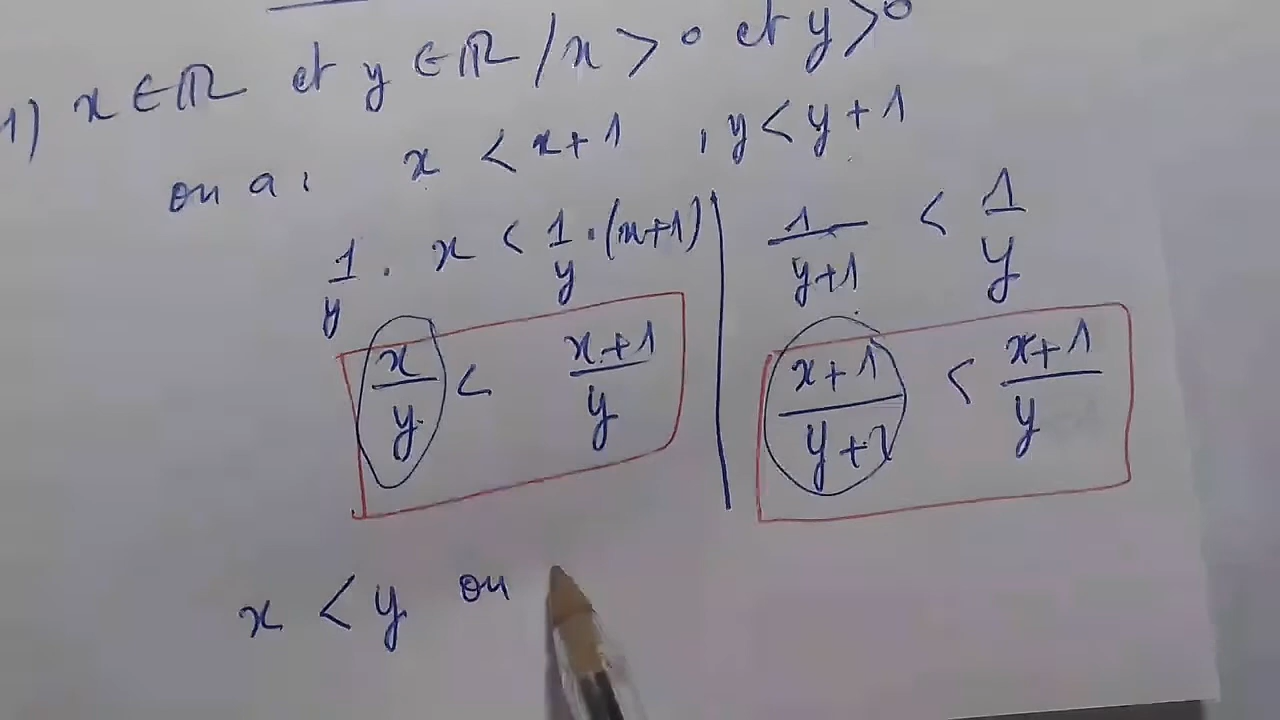 1) x ∈ ℝ et y ∈ ℝ / x > 0 et y > 0
on a : x < x+1 , y < y+1
1/y . x < 1/y . (x+1) | 1/(y+1) < 1/y
x/y < (x+1)/y | (x+1)/(y+1) < (x+1)/y
x < y ou